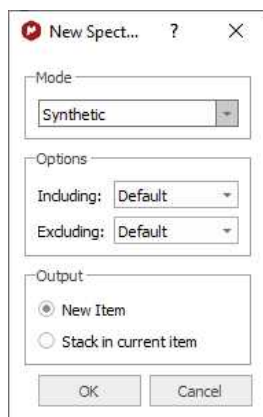 New Spect... ?
Mode
Synthetic
Options
Including: Default
Excluding: Default
Output
New Item
Stack in current item
OK Cancel